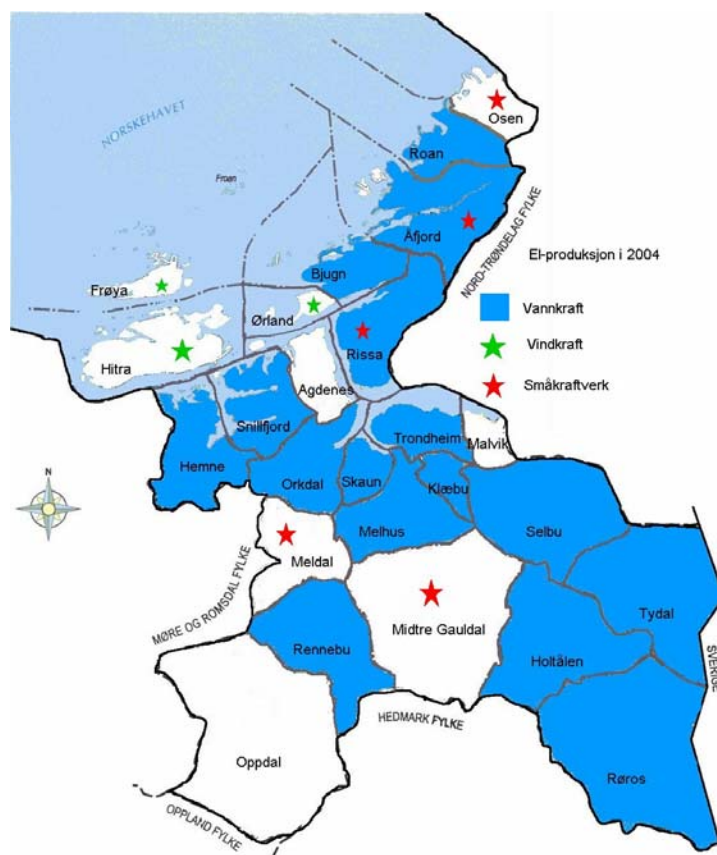 NORSKEHAVET
Osen
Roan
Froan
Åfjord
NORD-TRØNDELAG FYLKE
El-produksjon i 2004
Bjugn
Frøya
Ørland
Vannkraft
Vindkraft
Rissa
Hitra
Agdenes
Småkraftverk
Snillfjord
Trondheim
Malvik
Hemne
Orkdal
Skaun
Klæbu
N
Melhus
Selbu
Meldal
MØRE OG ROMSDAL FYLKE
Tydal
Midtre Gauldal
Rennebu
Holtålen
SVERIGE
HEDMARK FYLKE
Oppdal
Røros
OPPLAND FYLKE